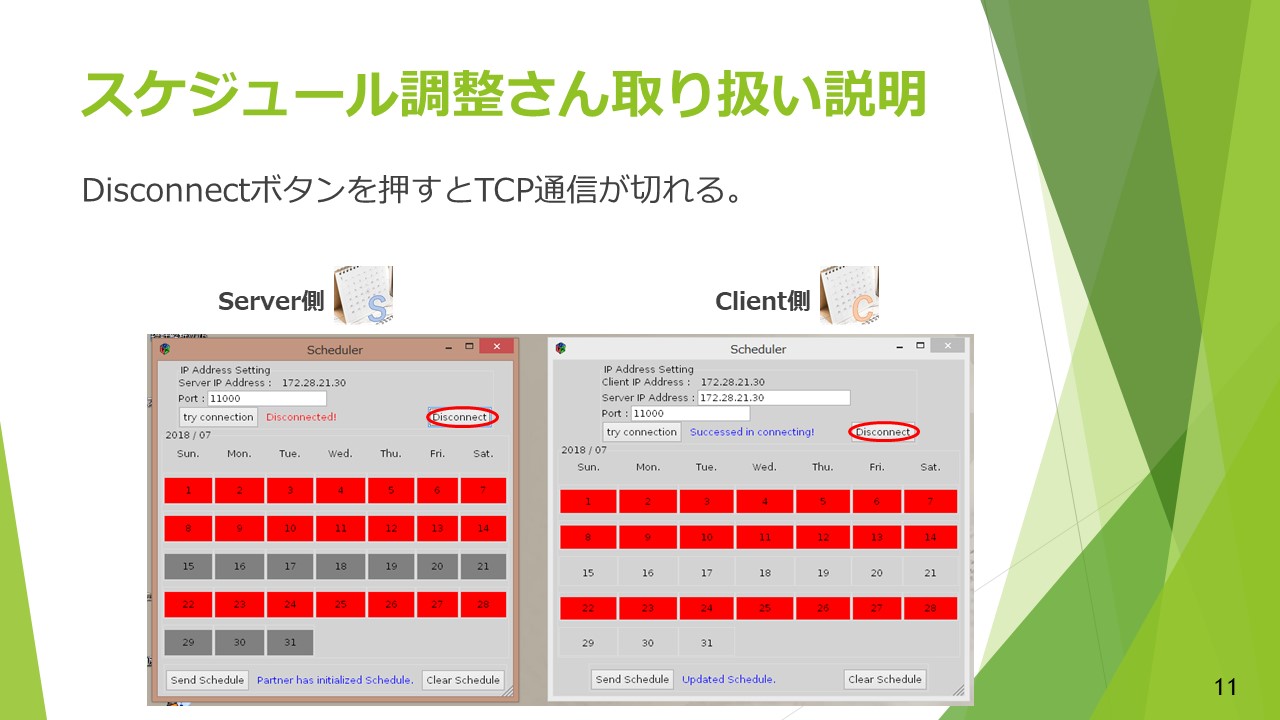 スケジュール調整さん取り扱い説明
Disconnectボタンを押すとTCP通信が切れる。
Server側
S
Client側
C
Scheduler
IP Address Setting
Server IP Address : 172.28.21.30
Port : 11000
try connection Disconnected! Disconnect
2018 / 07
Sun. Mon. Tue. Wed. Thu. Fri. Sat.
1 2 3 4 5 6 7
8 9 10 11 12 13 14
15 16 17 18 19 20 21
22 23 24 25 26 27 28
29 30 31
Send Schedule Partner has initialized Schedule. Clear Schedule
Scheduler
IP Address Setting
Client IP Address : 172.28.21.30
Server IP Address : 172.28.21.30
Port : 11000
try connection Successed in connecting! Disconnect
2018 / 07
Sun. Mon. Tue. Wed. Thu. Fri. Sat.
1 2 3 4 5 6 7
8 9 10 11 12 13 14
15 16 17 18 19 20 21
22 23 24 25 26 27 28
29 30 31
Send Schedule Updated Schedule. Clear Schedule
11